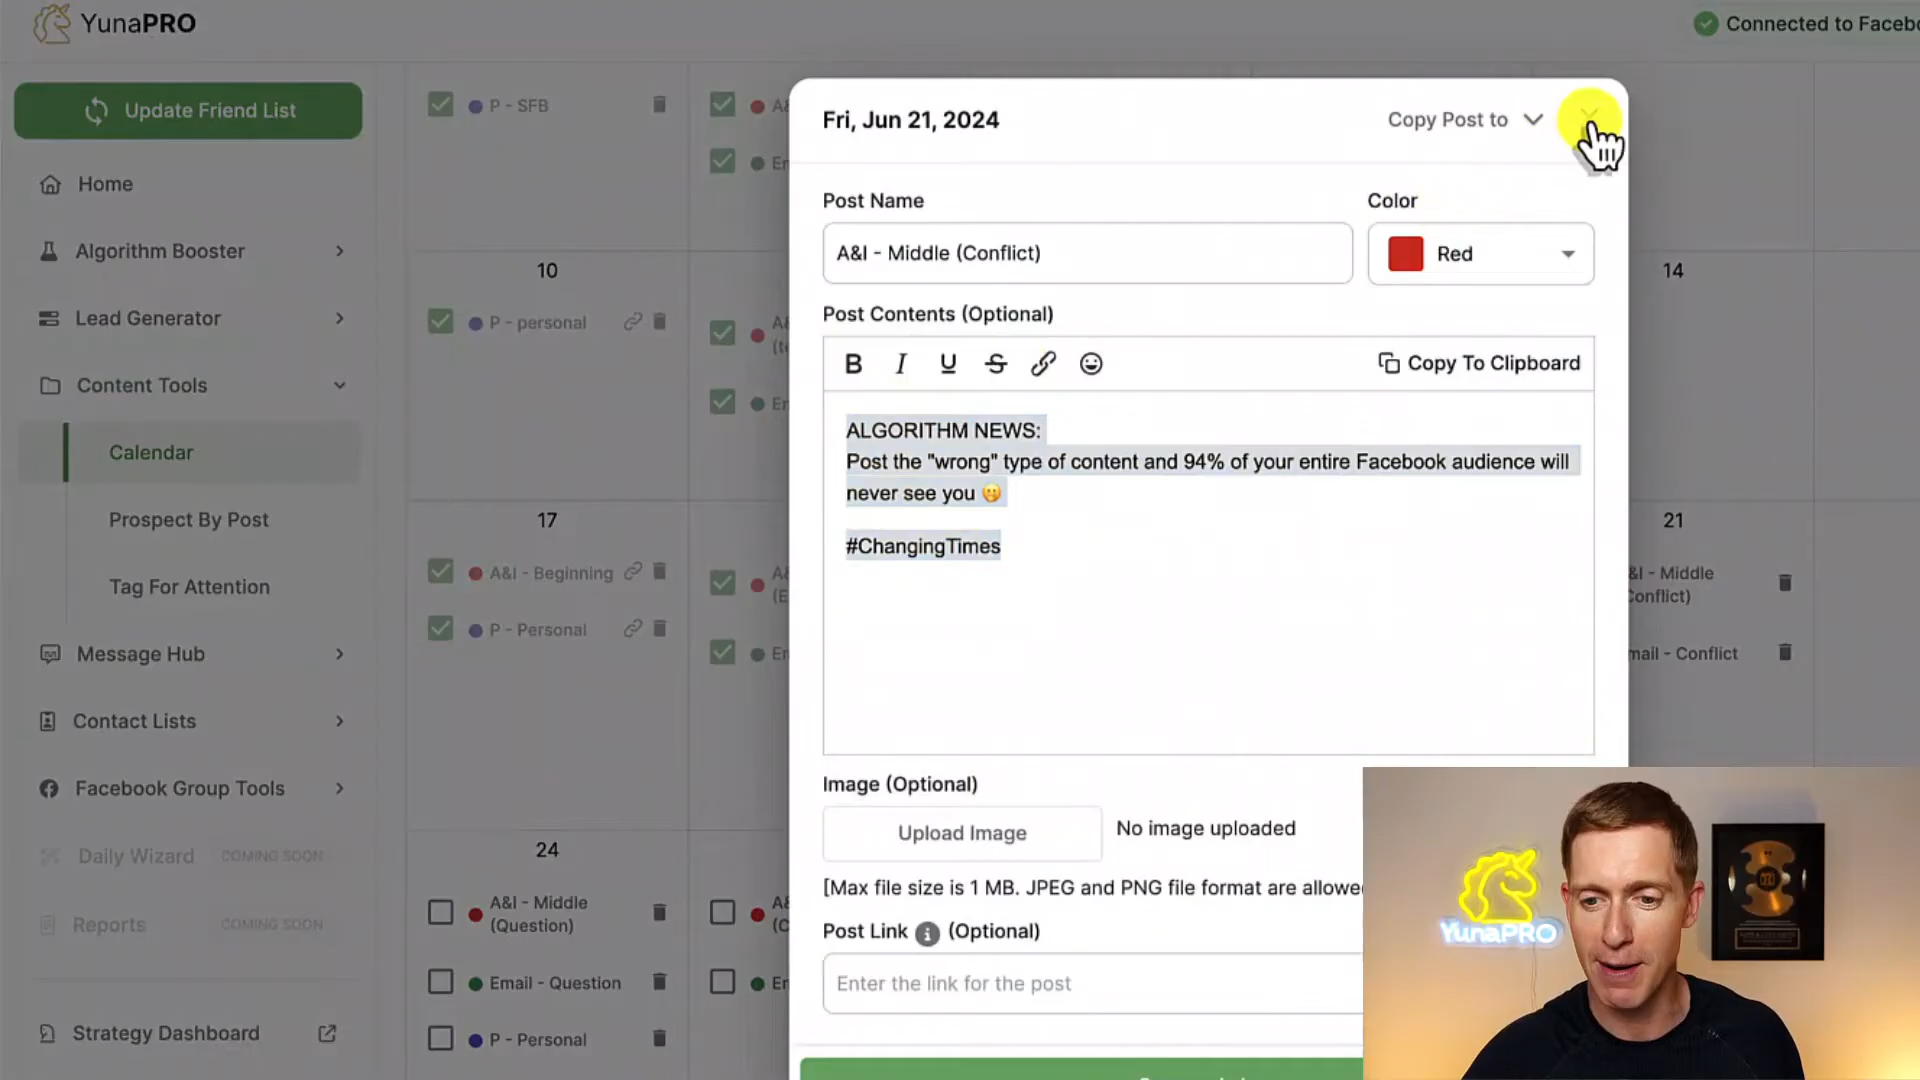 YunaPRO
Connected to Facebo
Update Friend List
Home
Algorithm Booster
Lead Generator
Content Tools
Calendar
Prospect By Post
Tag For Attention
Message Hub
Contact Lists
Facebook Group Tools
Daily Wizard COMING SOON
Reports COMING SOON
Strategy Dashboard
P - SFB
10
P - personal
17
A&I - Beginning
P - Personal
24
A&I - Middle
(Question)
Email - Question
P - Personal
Fri, Jun 21, 2024
Copy Post to
Post Name
Color
A&I - Middle (Conflict)
Red
Post Contents (Optional)
B I U S
Copy To Clipboard
ALGORITHM NEWS:
Post the "wrong" type of content and 94% of your entire Facebook audience will
never see you 🫢
#ChangingTimes
Image (Optional)
Upload Image
No image uploaded
[Max file size is 1 MB. JPEG and PNG file format are allowe
Post Link i (Optional)
Enter the link for the post
14
21
&I - Middle
Conflict)
mail - Conflict
YunaPRO